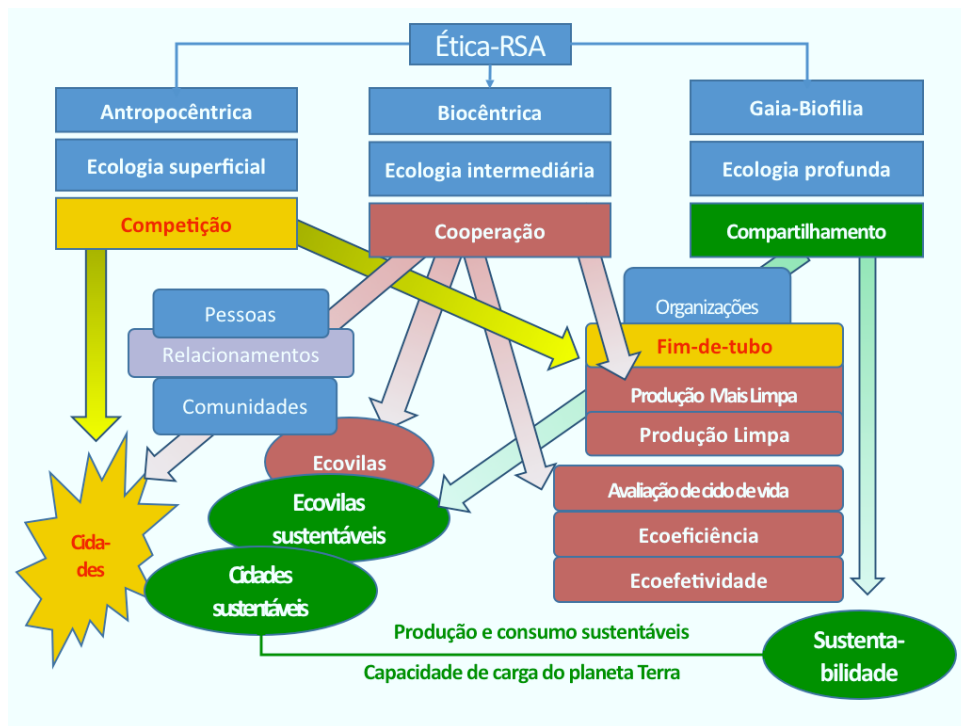 Ética-RSA
Antropocêntrica
Biocêntrica
Gaia-Biofilia
Ecologia superficial
Ecologia intermediária
Ecologia profunda
Competição
Cooperação
Compartilhamento
Pessoas
Relacionamentos
Comunidades
Organizações
Fim-de-tubo
Produção Mais Limpa
Produção Limpa
Ecovilas
Ecovilas
sustentáveis
Avaliação de ciclo de vida
Ecoeficiência
Ecoefetividade
Cida-
des
Cidades
sustentáveis
Produção e consumo sustentáveis
Capacidade de carga do planeta Terra
Sustenta-
bilidade